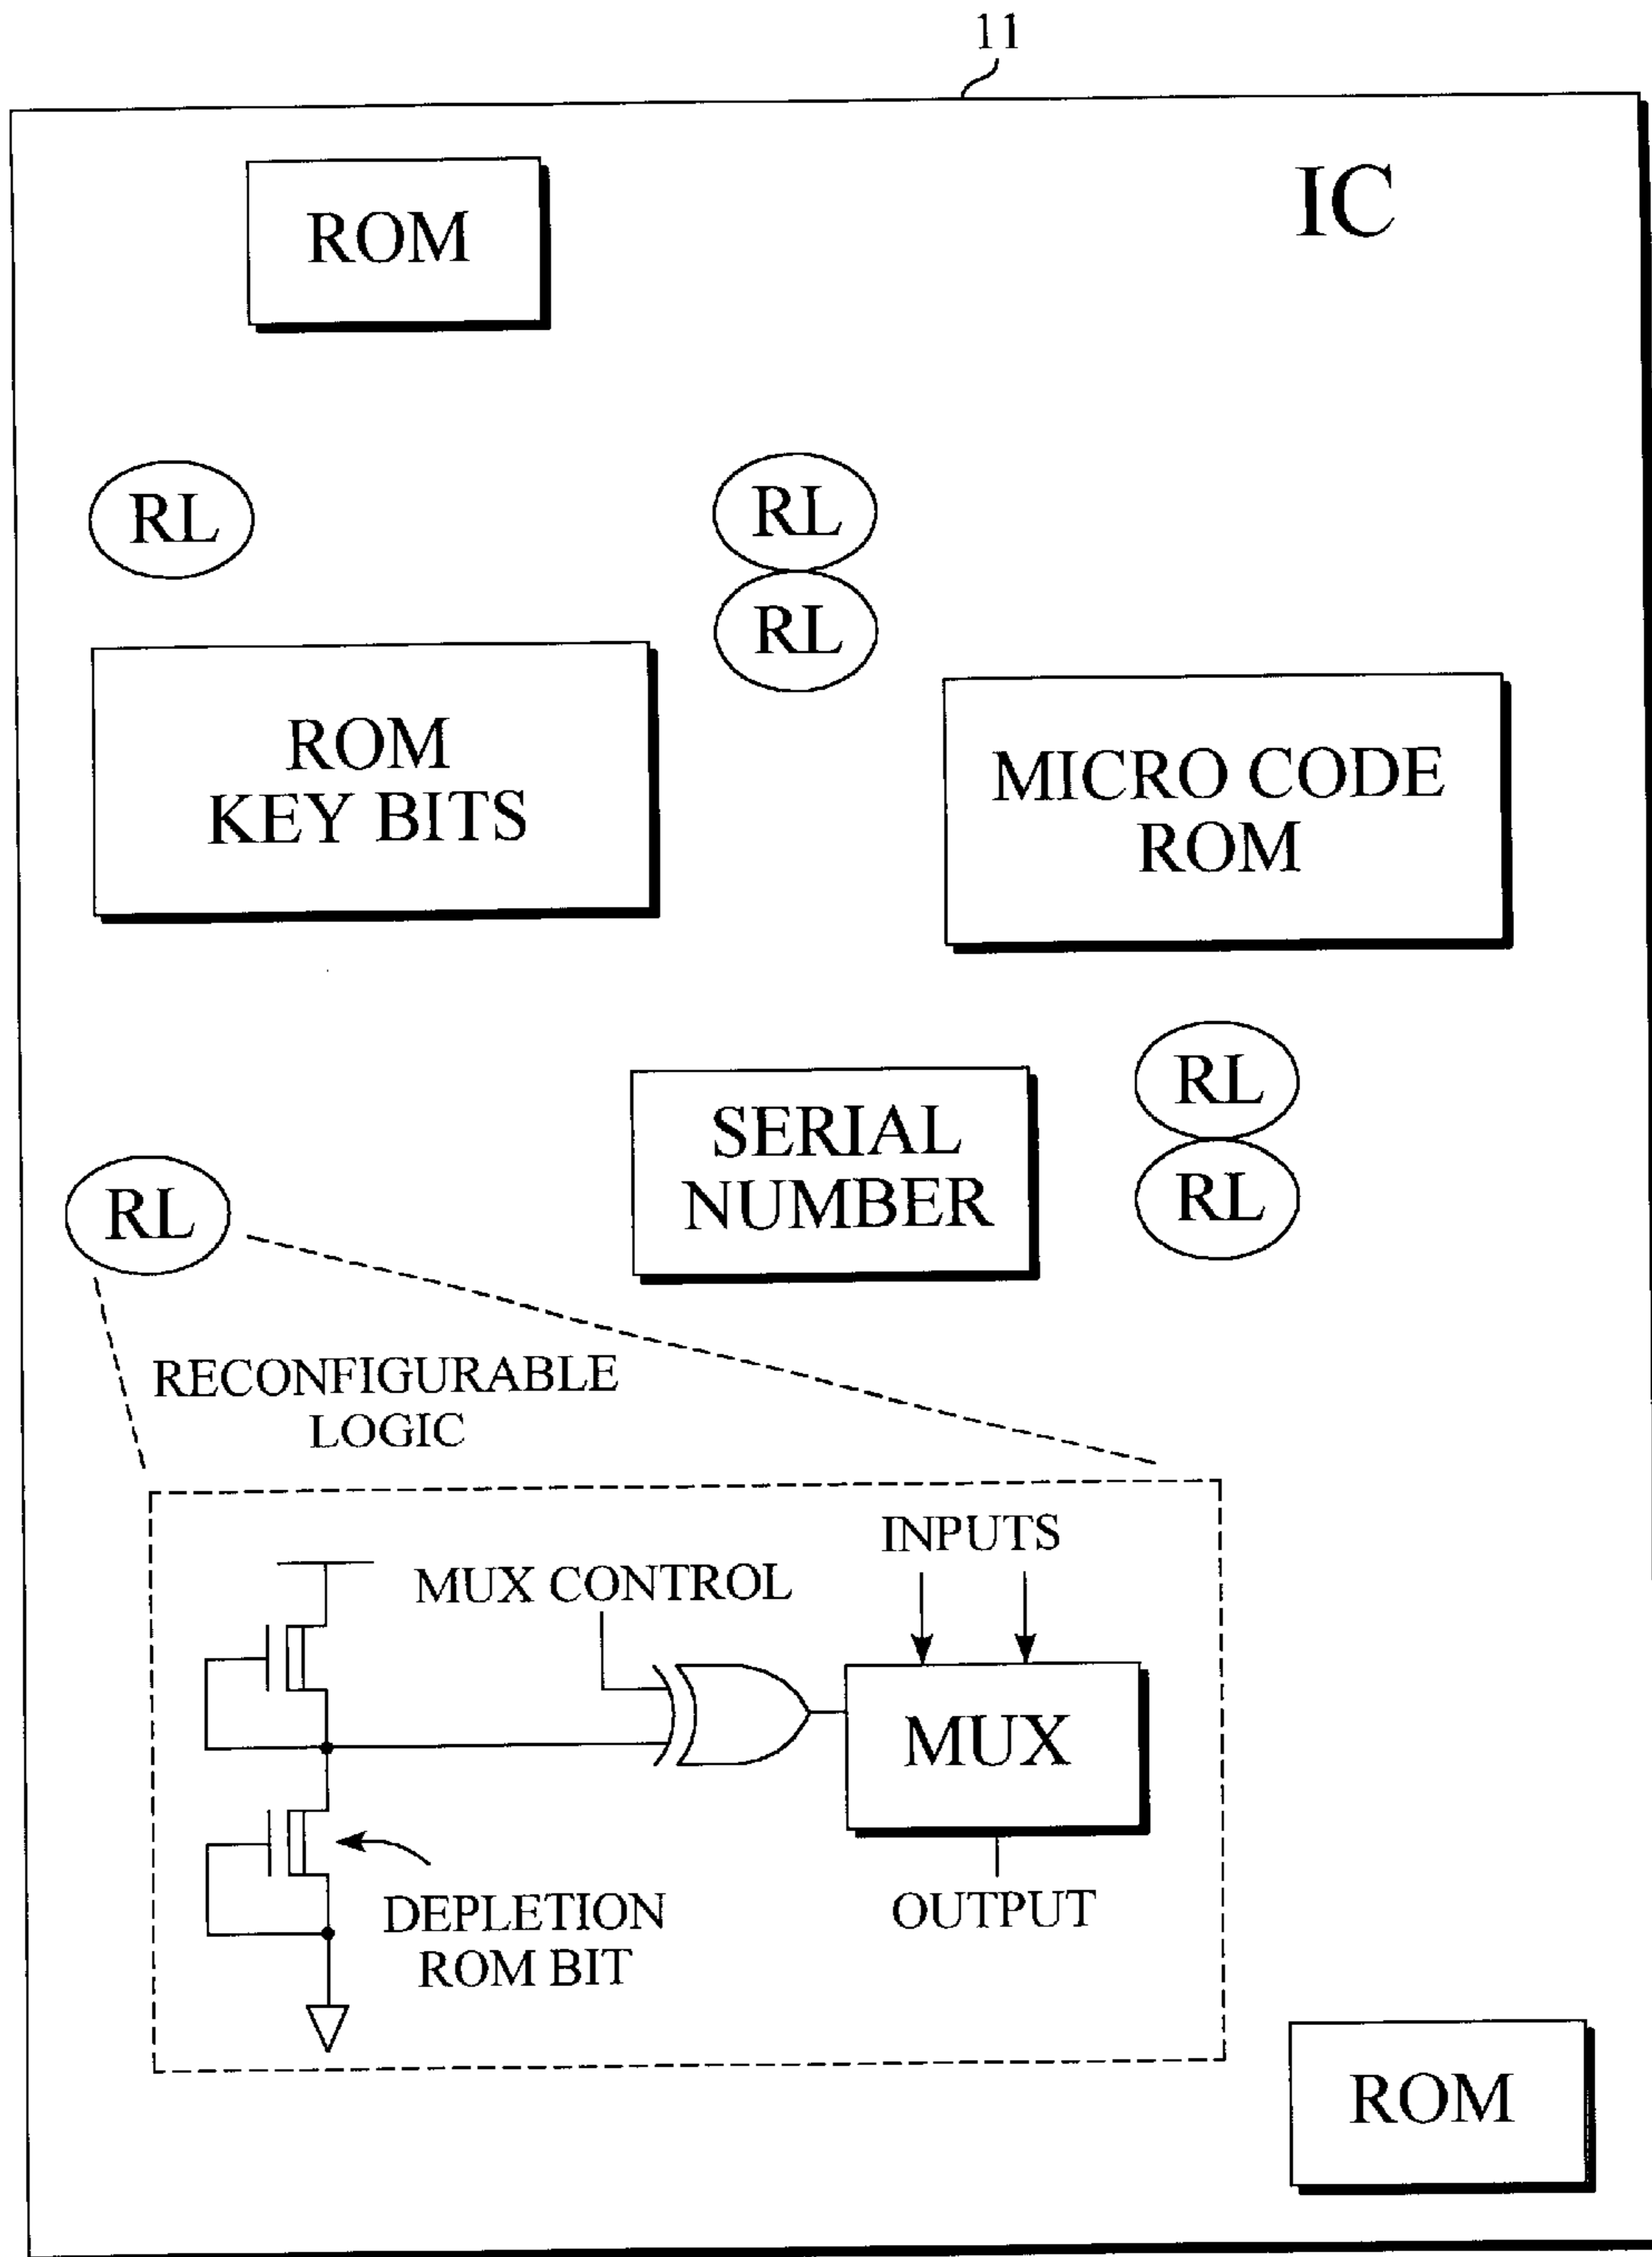 11
IC
ROM
RL
RL
RL
ROM
KEY BITS
MICRO CODE
ROM
RL
RL
SERIAL
NUMBER
RL
RECONFIGURABLE
LOGIC
INPUTS
MUX CONTROL
MUX
DEPLETION
ROM BIT
OUTPUT
ROM